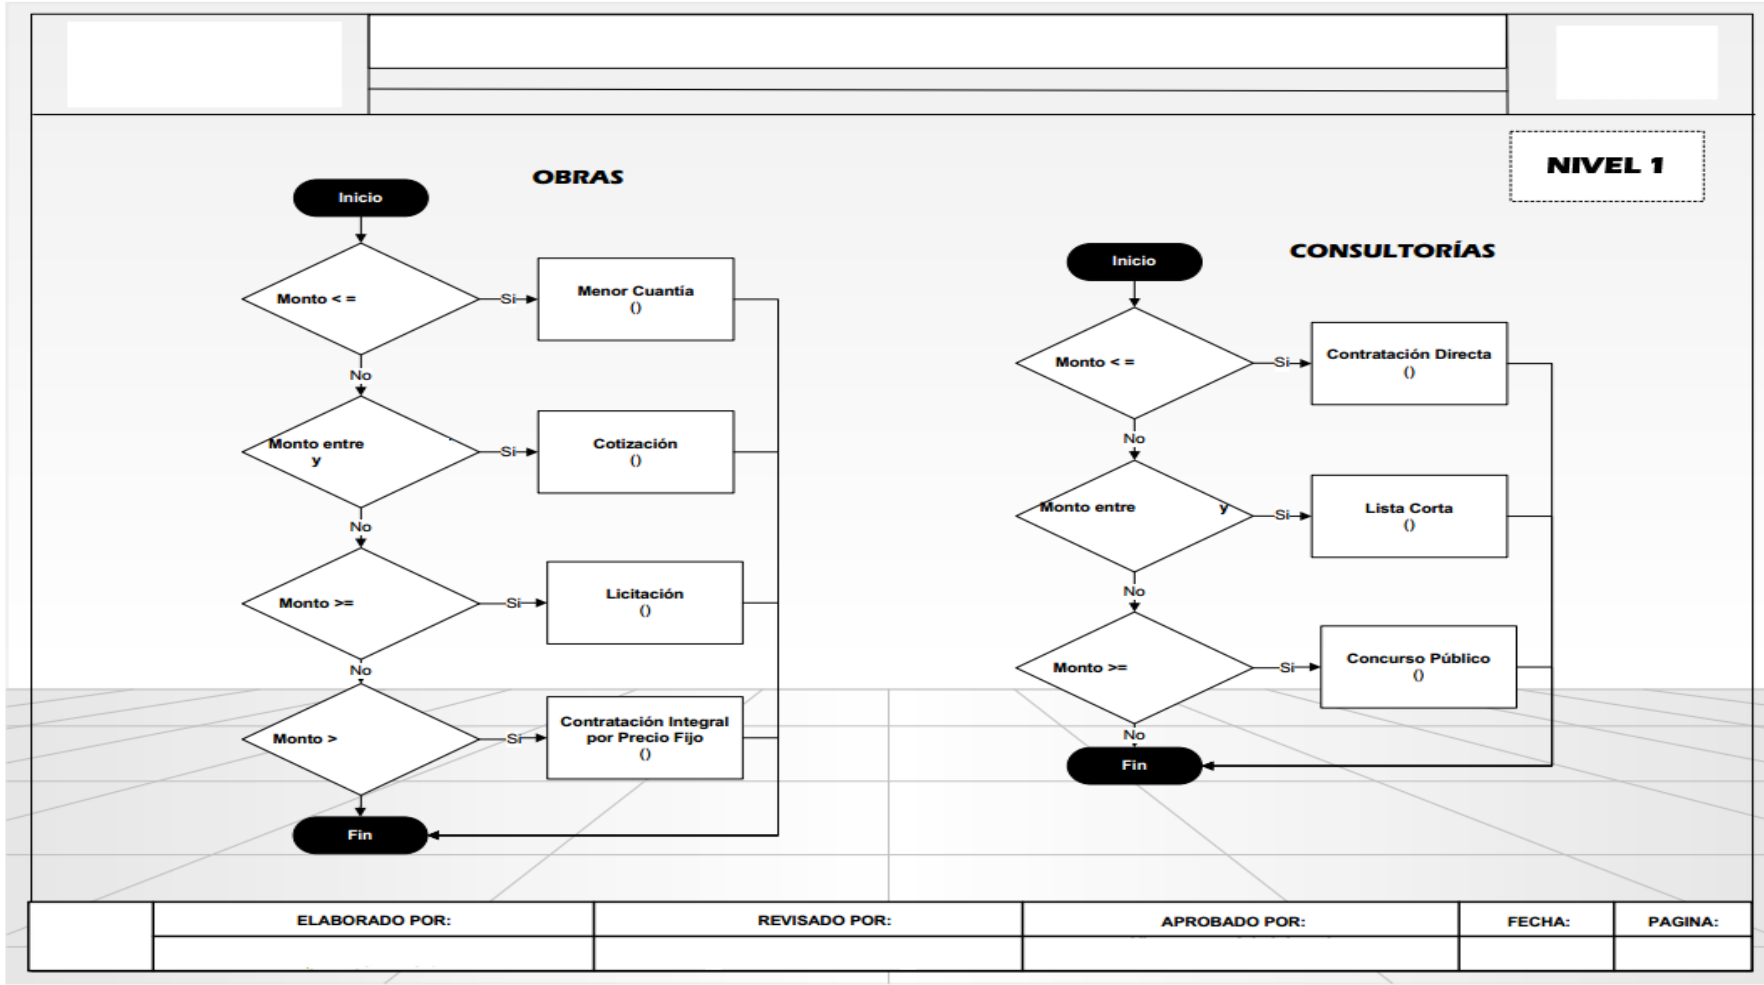 NIVEL 1
OBRAS
Inicio
Monto < =
Si
Menor Cuantía
()
No
Monto entre
y
Si
Cotización
()
No
Monto >=
Si
Licitación
()
No
Monto >
Si
Contratación Integral
por Precio Fijo
()
Fin
CONSULTORÍAS
Inicio
Monto < =
Si
Contratación Directa
()
No
Monto entre y
Si
Lista Corta
()
No
Monto >=
Si
Concurso Público
()
No
Fin
ELABORADO POR:
REVISADO POR:
APROBADO POR:
FECHA:
PAGINA: